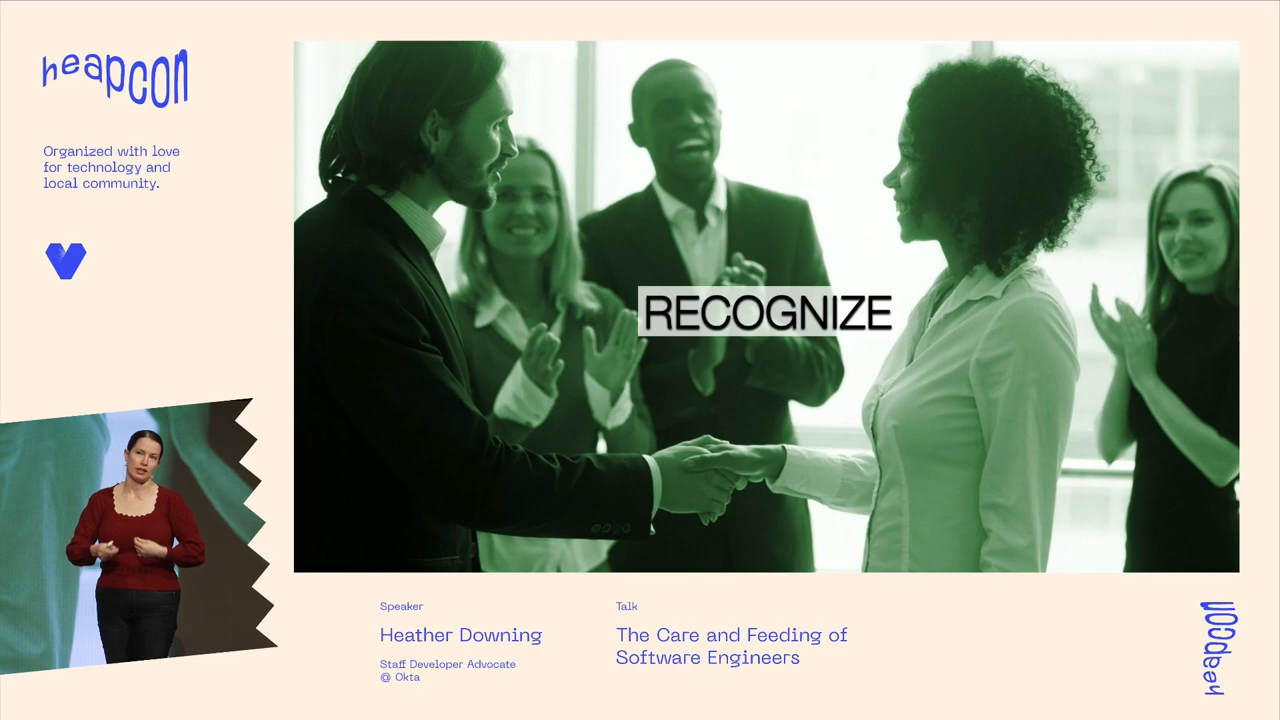 heapcon
Organized with love
for technology and
local community.
RECOGNIZE
Speaker
Heather Downing
Staff Developer Advocate
@ Okta
Talk
The Care and Feeding of
Software Engineers
heapcon